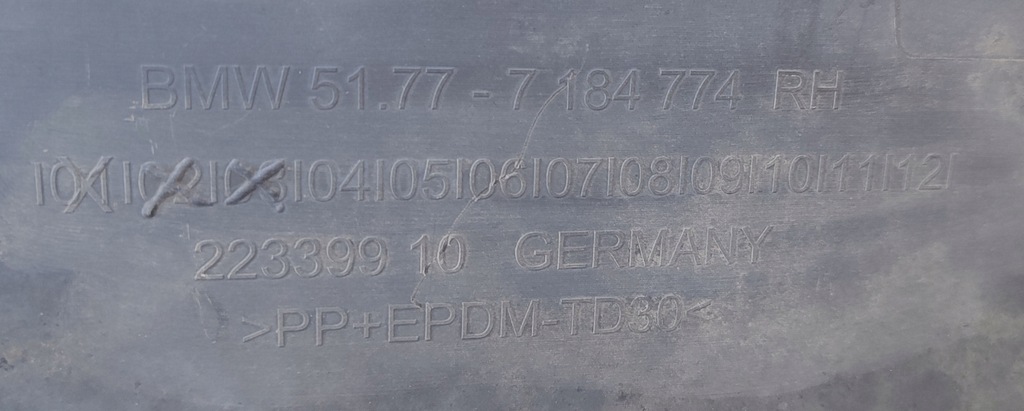 BMW 51.77 - 7 184 774 RH
|01|02|03|04|05|06|07|08|09|10|11|12|
223399 10 GERMANY
>PP+EPDM-TD30<